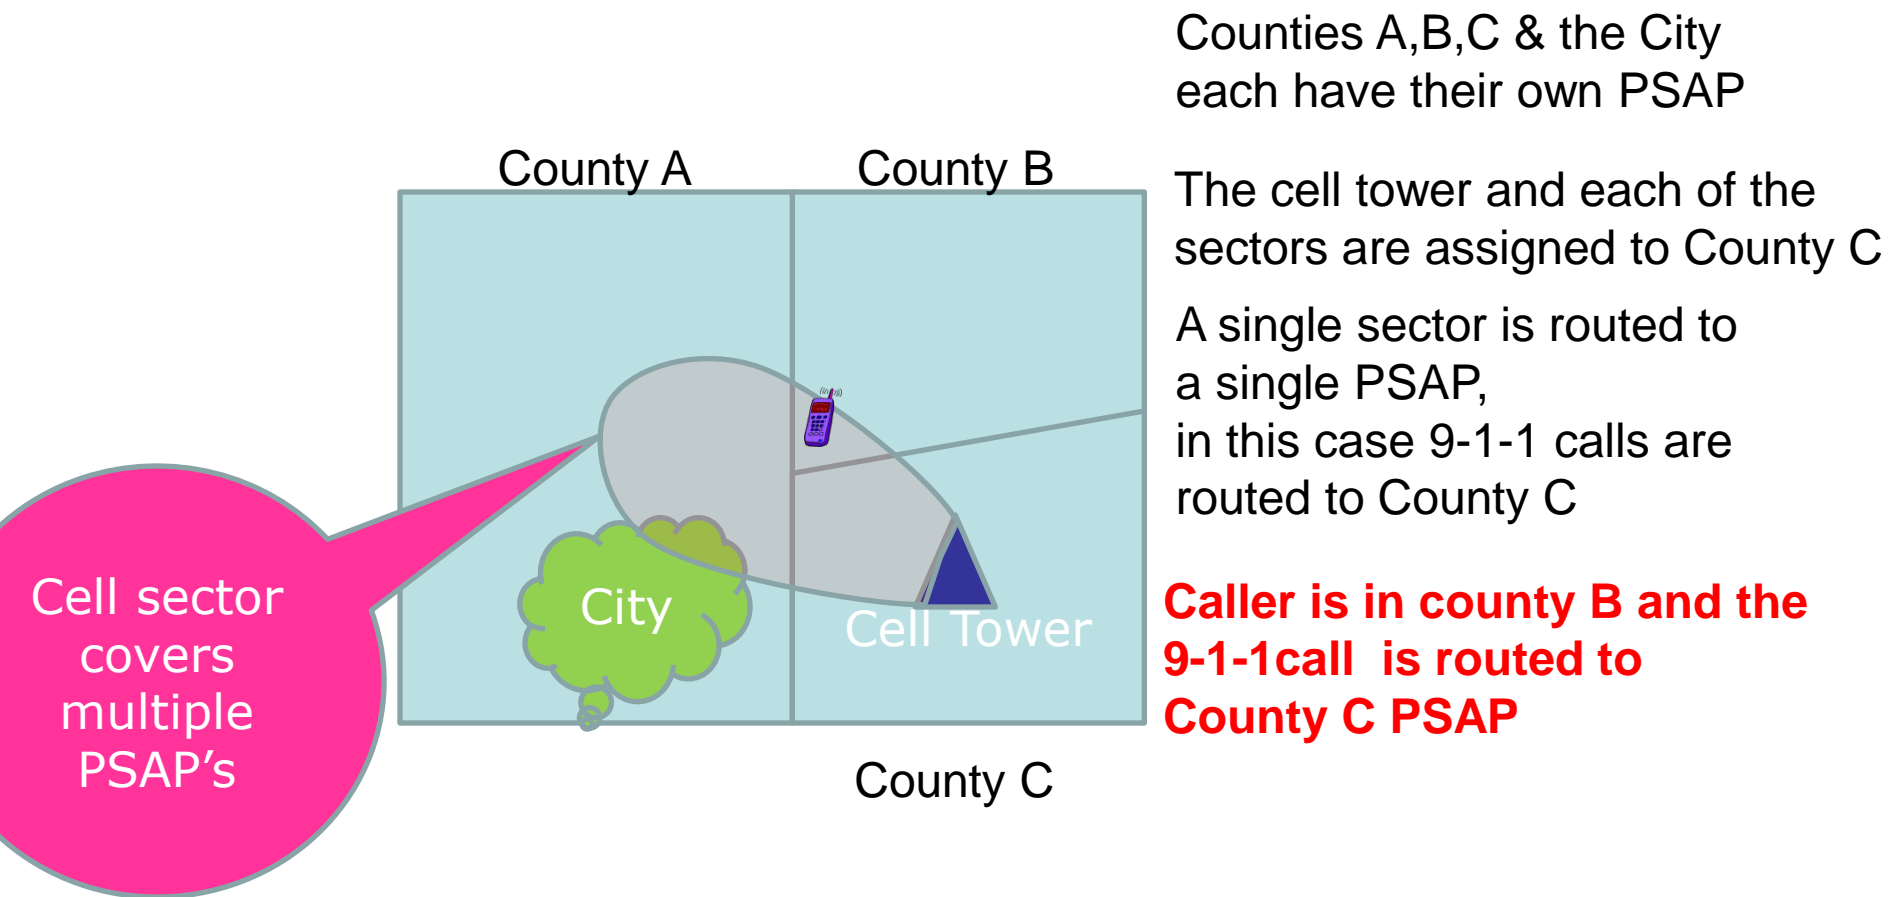 Counties A,B,C & the City
each have their own PSAP
County A
County B
The cell tower and each of the
sectors are assigned to County C
A single sector is routed to
a single PSAP,
in this case 9-1-1 calls are
routed to County C
Cell sector
covers
multiple
PSAP’s
City
Cell Tower
Caller is in county B and the
9-1-1call  is routed to
County C PSAP
County C